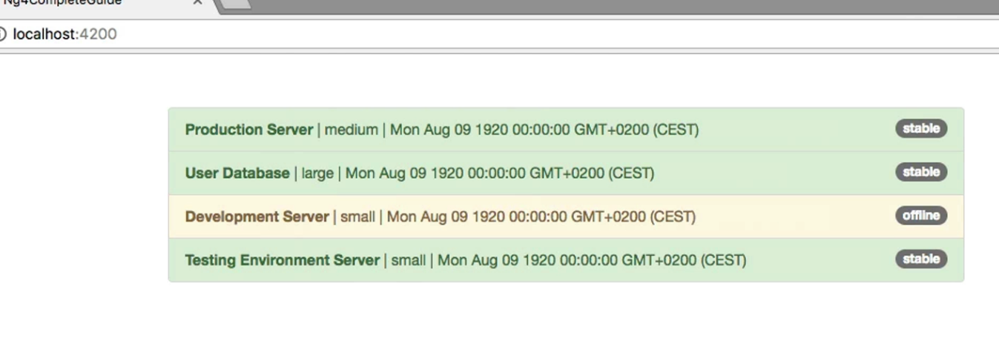 Ng4CompleteGuide
localhost:4200
Production Server | medium | Mon Aug 09 1920 00:00:00 GMT+0200 (CEST) stable
User Database | large | Mon Aug 09 1920 00:00:00 GMT+0200 (CEST) stable
Development Server | small | Mon Aug 09 1920 00:00:00 GMT+0200 (CEST) offline
Testing Environment Server | small | Mon Aug 09 1920 00:00:00 GMT+0200 (CEST) stable